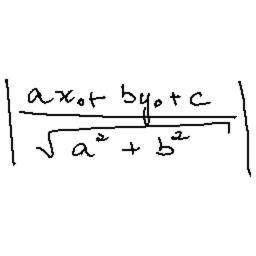 | (ax₀ + by₀ + c) / √(a² + b²) |